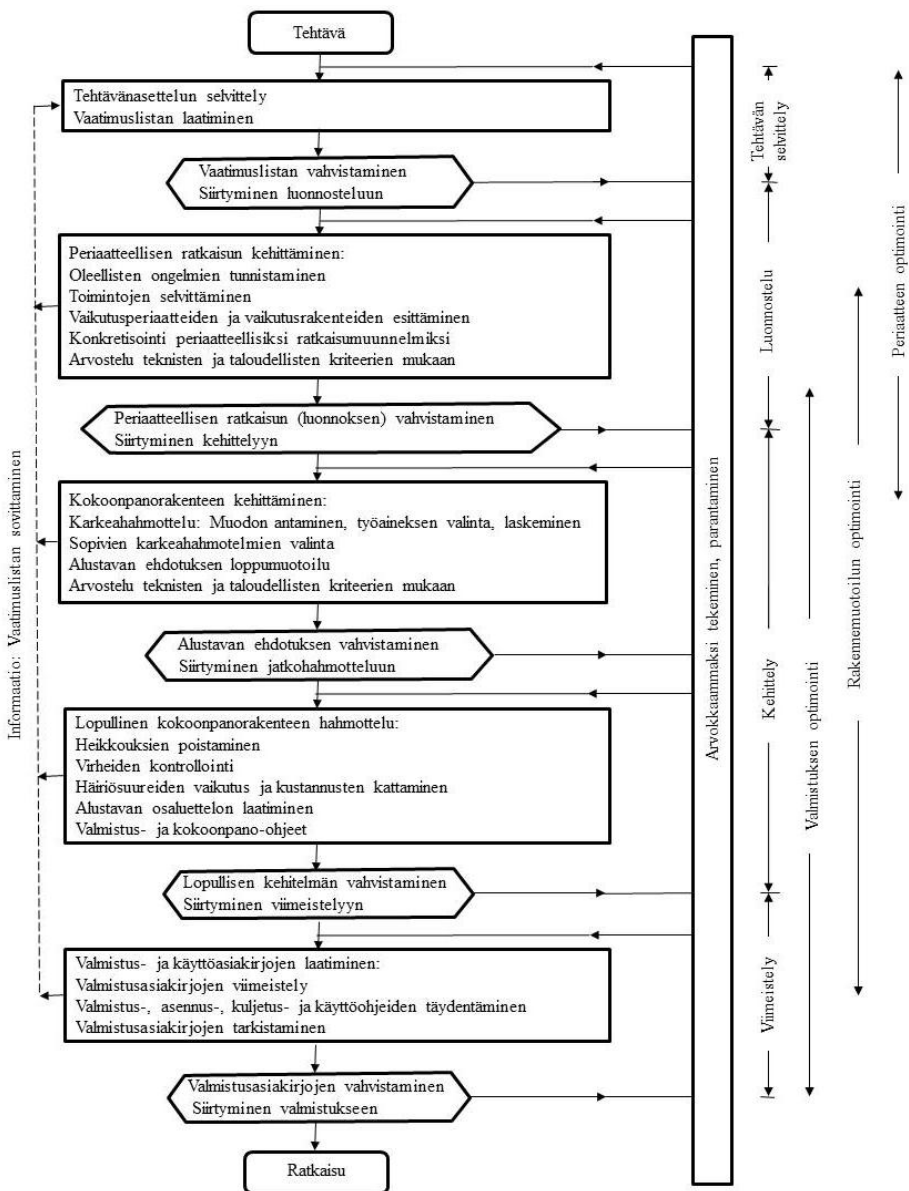 Tehtävä
Tehtävänasettelun selvittely
Vaatimuslistan laatiminen
Vaatimuslistan vahvistaminen
Siirtyminen luonnosteluun
Periaatteellisen ratkaisun kehittäminen:
Oleellisten ongelmien tunnistaminen
Toimintojen selvittäminen
Vaikutusperiaatteiden ja vaikutusrakenteiden esittäminen
Konkretisointi periaatteellisiksi ratkaisumuunnelmiksi
Arvostelu teknisten ja taloudellisten kriteerien mukaan
Periaatteellisen ratkaisun (luonnoksen) vahvistaminen
Siirtyminen kehittelyyn
Kokoonpanorakenteen kehittäminen:
Karkeahahmottelu: Muodon antaminen, työaineksen valinta, laskeminen
Sopivien karkeahahmotelmien valinta
Alustavan ehdotuksen loppumuotoilu
Arvostelu teknisten ja taloudellisten kriteerien mukaan
Alustavan ehdotuksen vahvistaminen
Siirtyminen jatkohahmotteluun
Lopullinen kokoonpanorakenteen hahmottelu:
Heikkouksien poistaminen
Virheiden kontrollointi
Häiriösuureiden vaikutus ja kustannusten kattaminen
Alustavan osaluettelon laatiminen
Valmistus- ja kokoonpano-ohjeet
Lopullisen kehitelmän vahvistaminen
Siirtyminen viimeistelyyn
Valmistus- ja käyttöasiakirjojen laatiminen:
Valmistusasiakirjojen viimeistely
Valmistus-, asennus-, kuljetus- ja käyttöohjeiden täydentäminen
Valmistusasiakirjojen tarkistaminen
Valmistusasiakirjojen vahvistaminen
Siirtyminen valmistukseen
Ratkaisu
Informaatio: Vaatimuslistan sovittaminen
Arvokkaammaksi tekeminen, parantaminen
Tehtävän
selvittely
Luonnostelu
Kehittely
Viimeistely
Valmistuksen optimointi
Rakennemuotoilun optimointi
Periaatteen optimointi